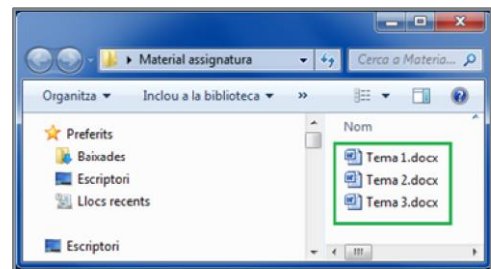 Material assignatura
Cerca a Materia...
Organitza
Inclou a la biblioteca
»
Preferits
Baixades
Escriptori
Llocs recents
Escriptori
Nom
Tema 1.docx
Tema 2.docx
Tema 3.docx